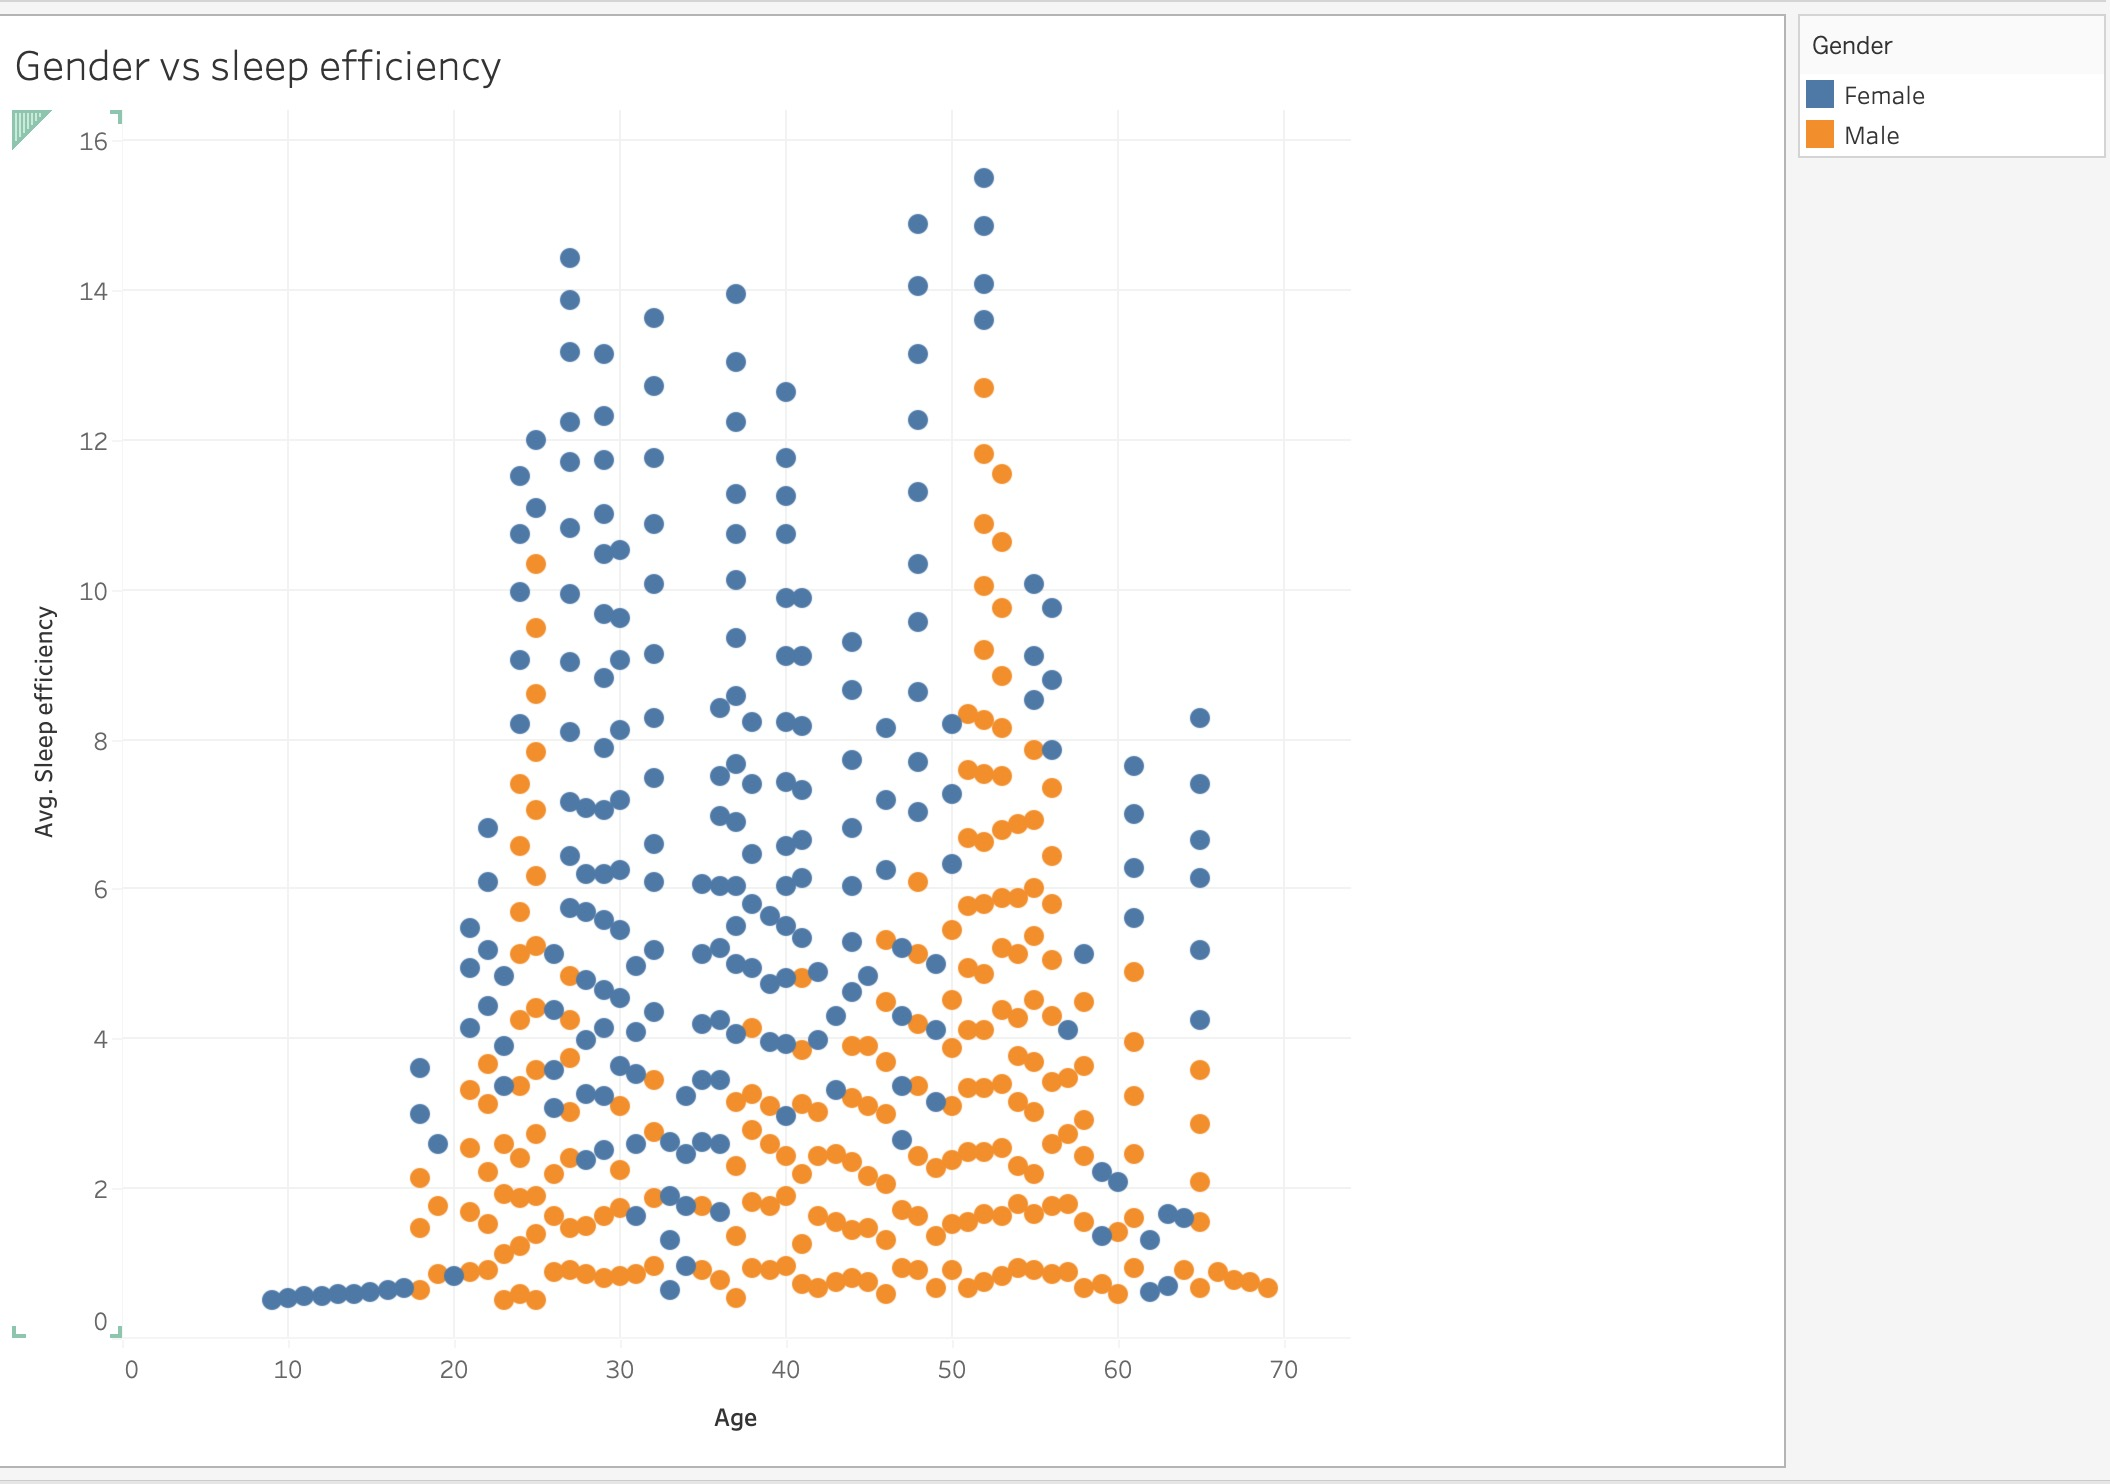 Gender vs sleep efficiency
Gender
Female
Male
16
14
12
10
8
6
4
2
0
Avg. Sleep efficiency
0 10 20 30 40 50 60 70
Age